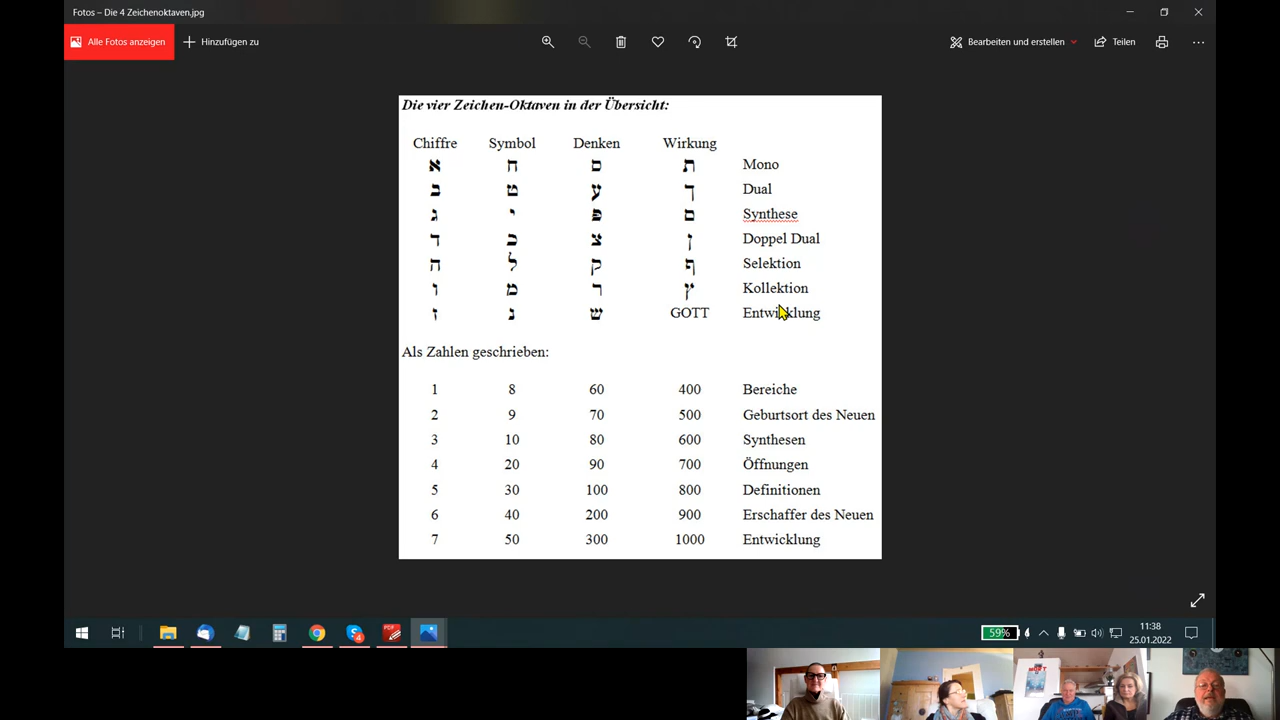 Fotos – Die 4 Zeichenoktaven.jpg
Alle Fotos anzeigen Hinzufügen zu Bearbeiten und erstellen Teilen
Die vier Zeichen-Oktaven in der Übersicht:
Chiffre Symbol Denken Wirkung
א ח ס ת Mono
ב ט ע ך Dual
ג י פ ם Synthese
ד כ צ ן Doppel Dual
ה ל ק ף Selektion
ו מ ר ץ Kollektion
ז נ ש GOTT Entwicklung
Als Zahlen geschrieben:
1 8 60 400 Bereiche
2 9 70 500 Geburtsort des Neuen
3 10 80 600 Synthesen
4 20 90 700 Öffnungen
5 30 100 800 Definitionen
6 40 200 900 Erschaffer des Neuen
7 50 300 1000 Entwicklung
59% 11:38
25.01.2022